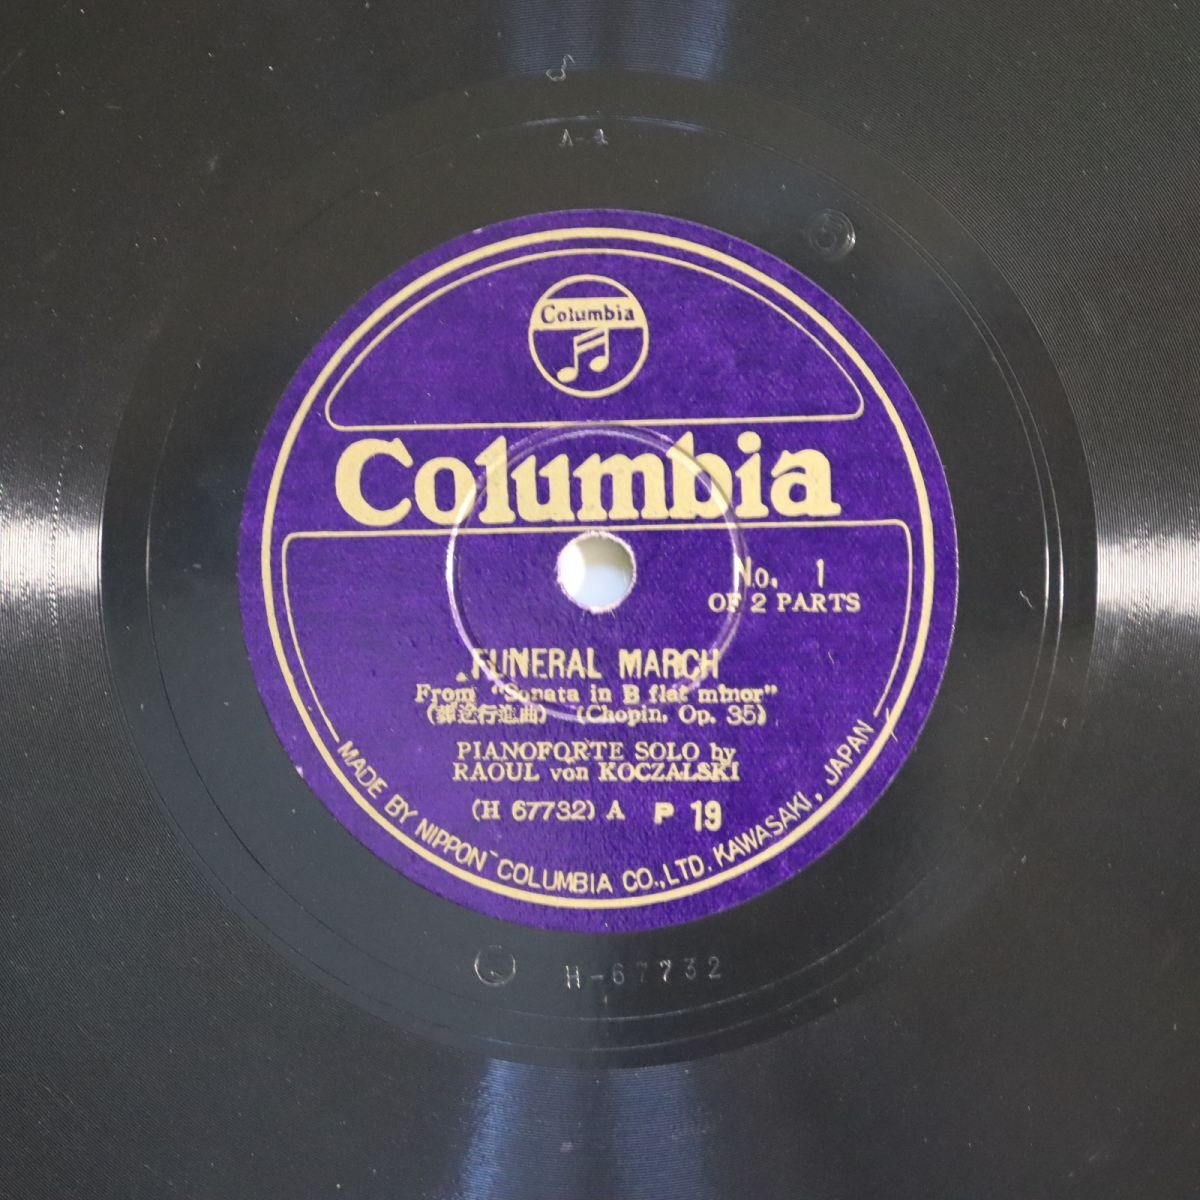 A-4
5
Columbia
Columbia
No. 1
OF 2 PARTS
FUNERAL MARCH
From "Sonata in B flat minor"
(葬送行進曲) (Chopin, Op. 35)
PIANOFORTE SOLO by
RAOUL von KOCZALSKI
(H 67732) A P 19
MADE BY NIPPON COLUMBIA CO., LTD. KAWASAKI, JAPAN
H-67732